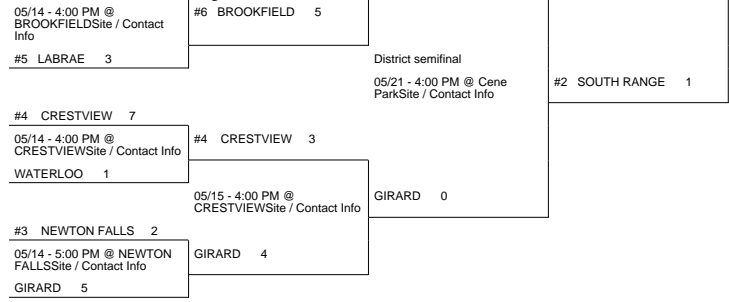 05/14 - 4:00 PM @
BROOKFIELDSite / Contact
Info
#6 BROOKFIELD 5
#5 LABRAE 3
District semifinal
05/21 - 4:00 PM @ Cene
ParkSite / Contact Info
#2 SOUTH RANGE 1
#4 CRESTVIEW 7
05/14 - 4:00 PM @
CRESTVIEWSite / Contact Info
#4 CRESTVIEW 3
WATERLOO 1
05/15 - 4:00 PM @
CRESTVIEWSite / Contact Info
GIRARD 0
#3 NEWTON FALLS 2
05/14 - 5:00 PM @ NEWTON
FALLSSite / Contact Info
GIRARD 4
GIRARD 5